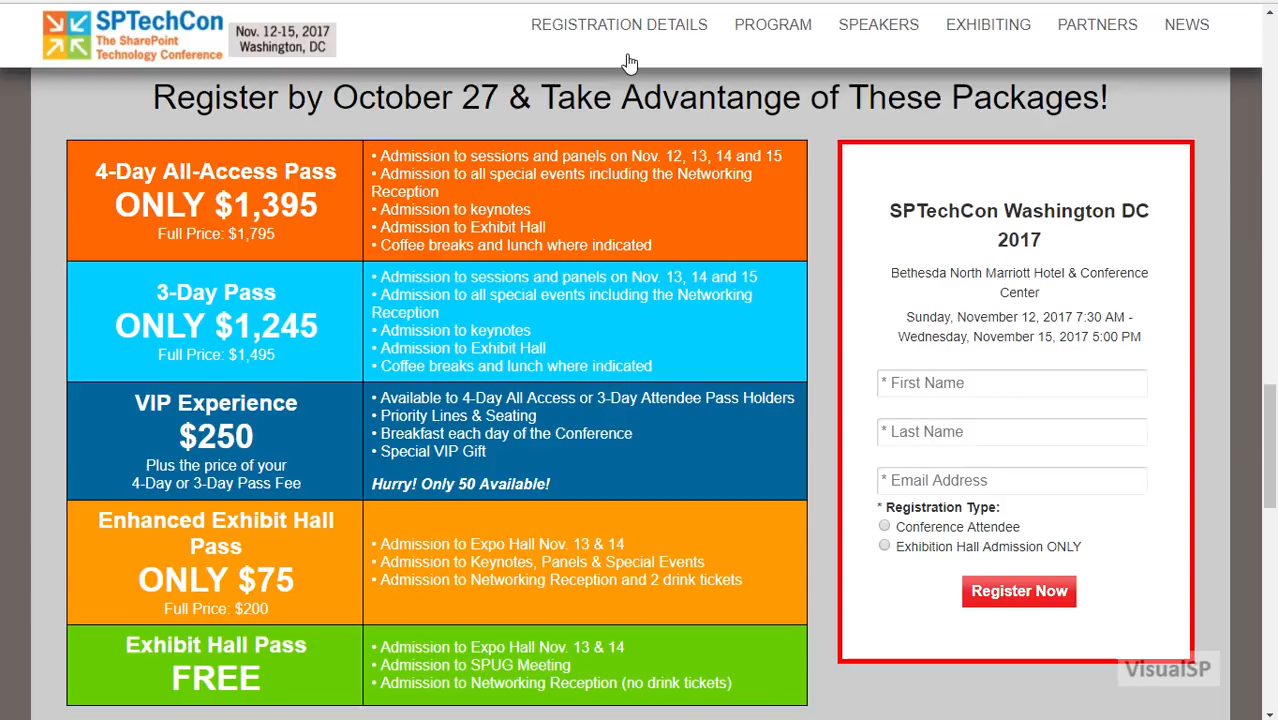 SPTechCon
The SharePoint
Technology Conference
Nov. 12-15, 2017
Washington, DC
REGISTRATION DETAILS PROGRAM SPEAKERS EXHIBITING PARTNERS NEWS
Register by October 27 & Take Advantange of These Packages!
4-Day All-Access Pass
ONLY $1,395
Full Price: $1,795
• Admission to sessions and panels on Nov. 12, 13, 14 and 15
• Admission to all special events including the Networking
Reception
• Admission to keynotes
• Admission to Exhibit Hall
• Coffee breaks and lunch where indicated
3-Day Pass
ONLY $1,245
Full Price: $1,495
• Admission to sessions and panels on Nov. 13, 14 and 15
• Admission to all special events including the Networking
Reception
• Admission to keynotes
• Admission to Exhibit Hall
• Coffee breaks and lunch where indicated
VIP Experience
$250
Plus the price of your
4-Day or 3-Day Pass Fee
• Available to 4-Day All Access or 3-Day Attendee Pass Holders
• Priority Lines & Seating
• Breakfast each day of the Conference
• Special VIP Gift
Hurry! Only 50 Available!
Enhanced Exhibit Hall
Pass
ONLY $75
Full Price: $200
• Admission to Expo Hall Nov. 13 & 14
• Admission to Keynotes, Panels & Special Events
• Admission to Networking Reception and 2 drink tickets
Exhibit Hall Pass
FREE
• Admission to Expo Hall Nov. 13 & 14
• Admission to SPUG Meeting
• Admission to Networking Reception (no drink tickets)
SPTechCon Washington DC
2017
Bethesda North Marriott Hotel & Conference
Center
Sunday, November 12, 2017 7:30 AM -
Wednesday, November 15, 2017 5:00 PM
* First Name
* Last Name
* Email Address
* Registration Type:
Conference Attendee
Exhibition Hall Admission ONLY
Register Now
VisualSP